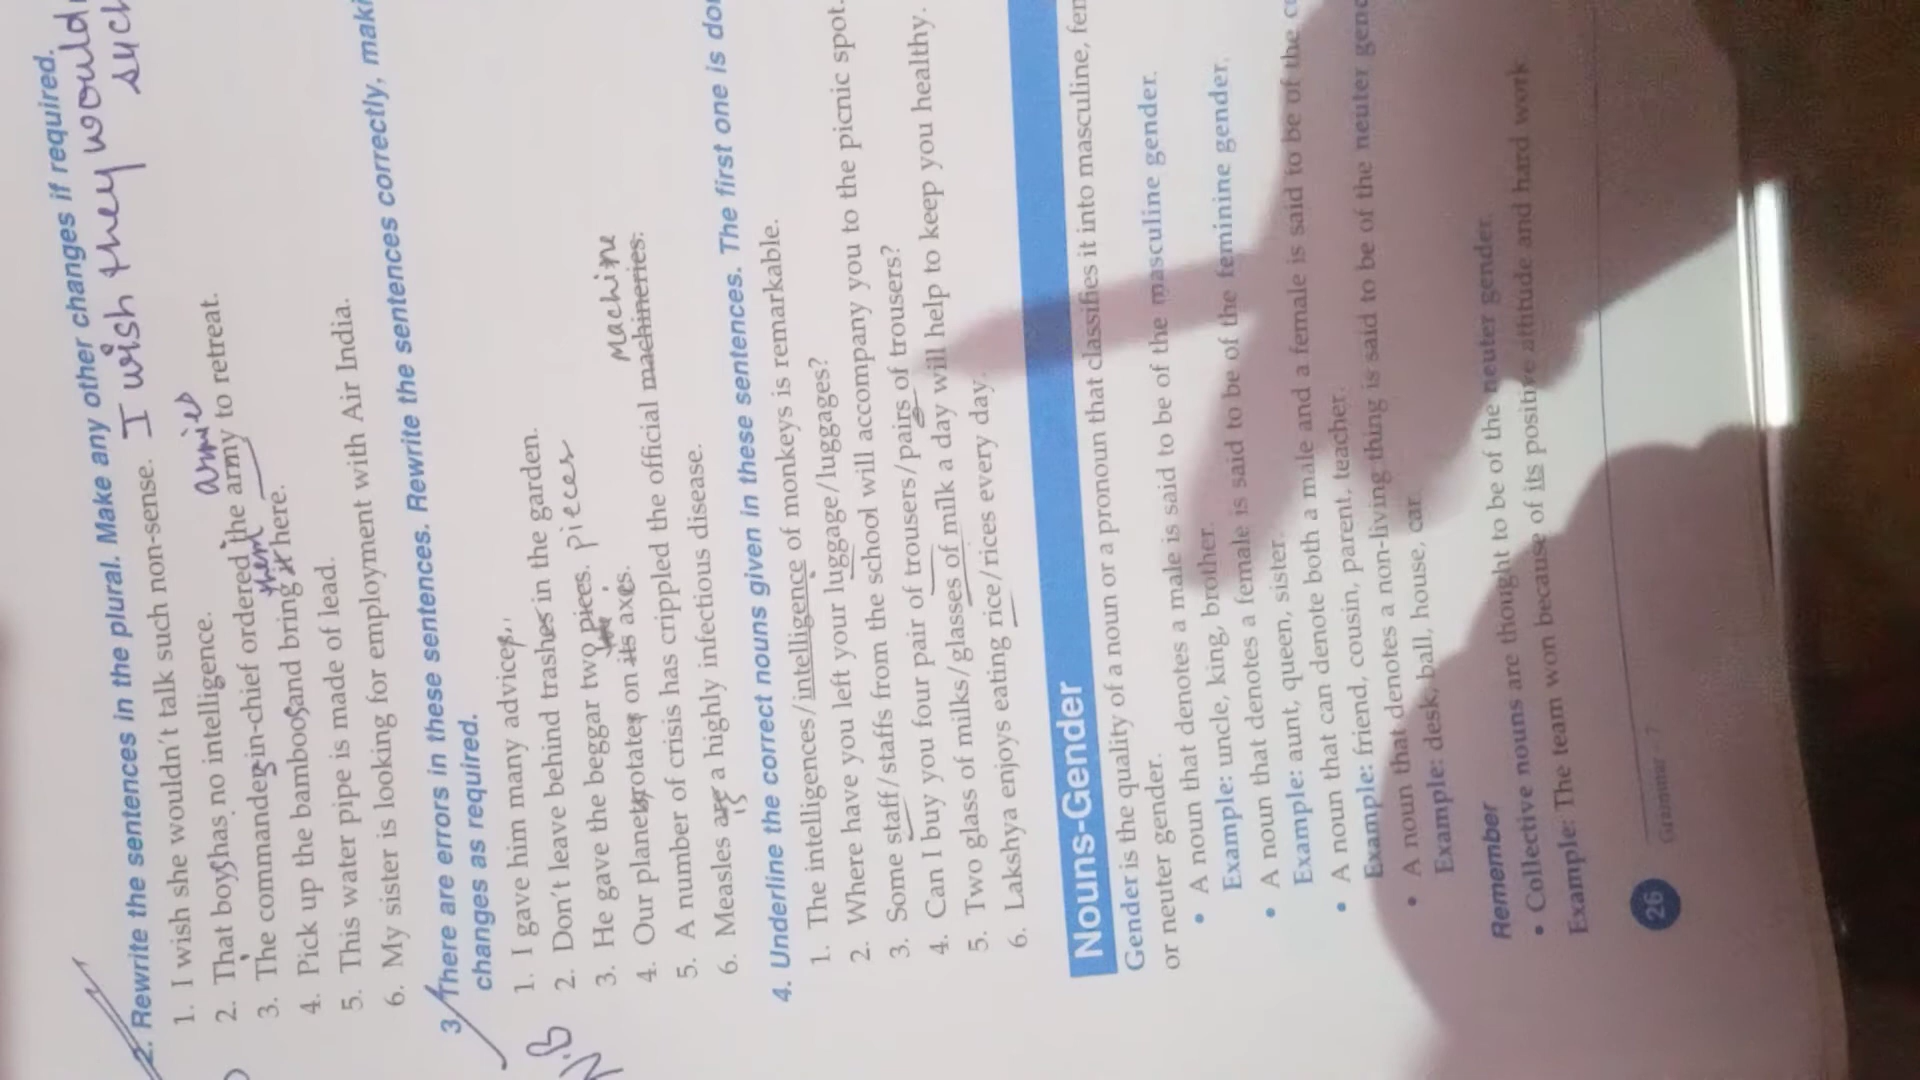 2. Rewrite the sentences in the plural. Make any other changes if required.
1. I wish she wouldn't talk such non-sense. I wish they would
such
2. That boys has no intelligence.
armies
3. The commanders-in-chief ordered the army to retreat.
them
4. Pick up the bamboos and bring it here.
5. This water pipe is made of lead.
6. My sister is looking for employment with Air India.
3. There are errors in these sentences. Rewrite the sentences correctly, maki
changes as required.
1. I gave him many advices.
2. Don't leave behind trashes in the garden.
3. He gave the beggar two pieces. pieces
4. Our planets rotates on its axes.
Machine
5. A number of crisis has crippled the official machineries.
6. Measles are a highly infectious disease.
is
N.B
4. Underline the correct nouns given in these sentences. The first one is do
1. The intelligences/intelligence of monkeys is remarkable.
2. Where have you left your luggage/luggages?
3. Some staff/staffs from the school will accompany you to the picnic spot.
4. Can I buy you four pair of trousers/pairs of trousers?
5. Two glass of milks/glasses of milk a day will help to keep you healthy.
6. Lakshya enjoys eating rice/rices every day.
Nouns-Gender
Gender is the quality of a noun or a pronoun that classifies it into masculine, fem
or neuter gender.
• A noun that denotes a male is said to be of the masculine gender.
Example: uncle, king, brother.
• A noun that denotes a female is said to be of the feminine gender.
Example: aunt, queen, sister.
• A noun that can denote both a male and a female is said to be of the co
Example: friend, cousin, parent, teacher.
• A noun that denotes a non-living thing is said to be of the neuter gend
Example: desk, ball, house, car.
Remember
• Collective nouns are thought to be of the neuter gender.
Example: The team won because of its positive attitude and hard work
26
Grammar - 7